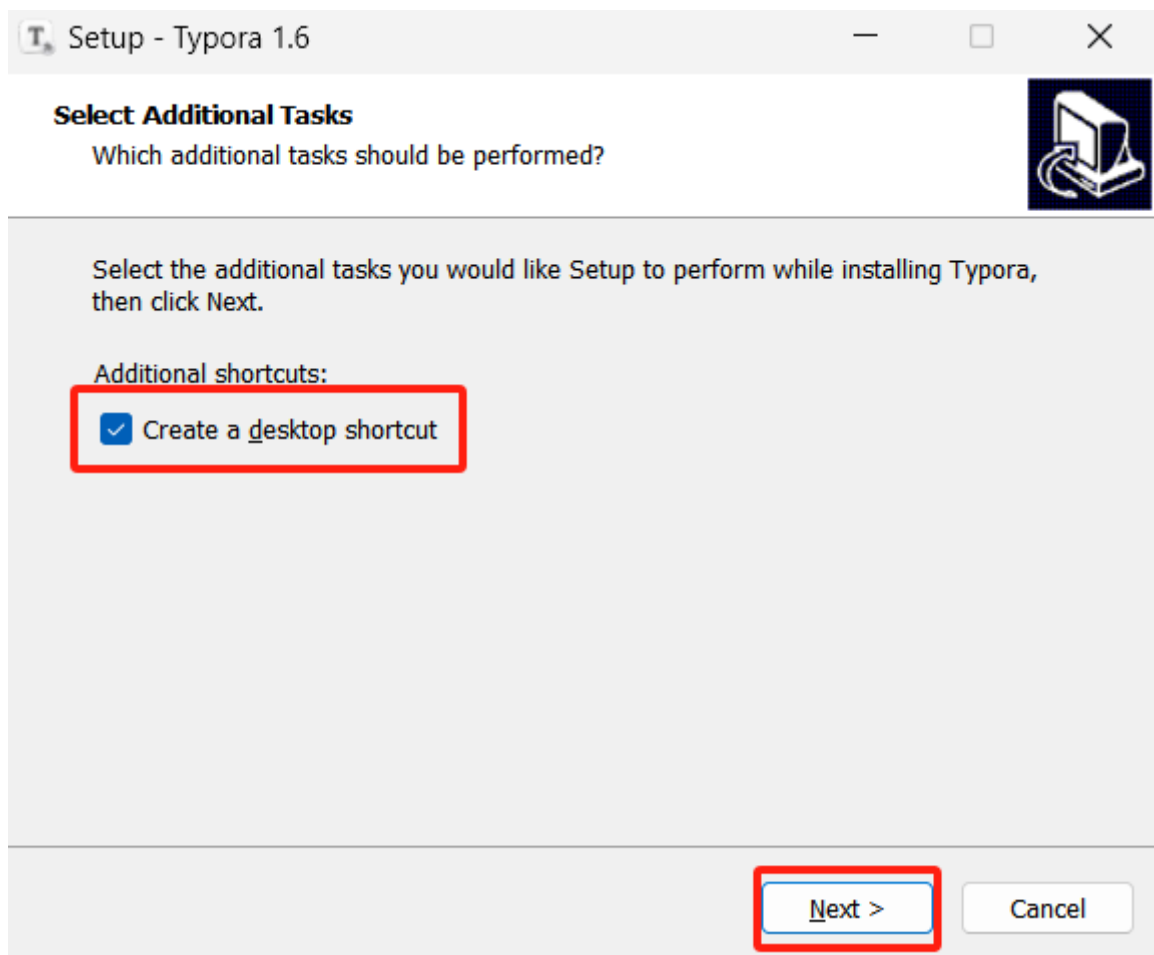 Setup - Typora 1.6
Select Additional Tasks
Which additional tasks should be performed?
Select the additional tasks you would like Setup to perform while installing Typora,
then click Next.
Additional shortcuts:
Create a desktop shortcut
Next >
Cancel